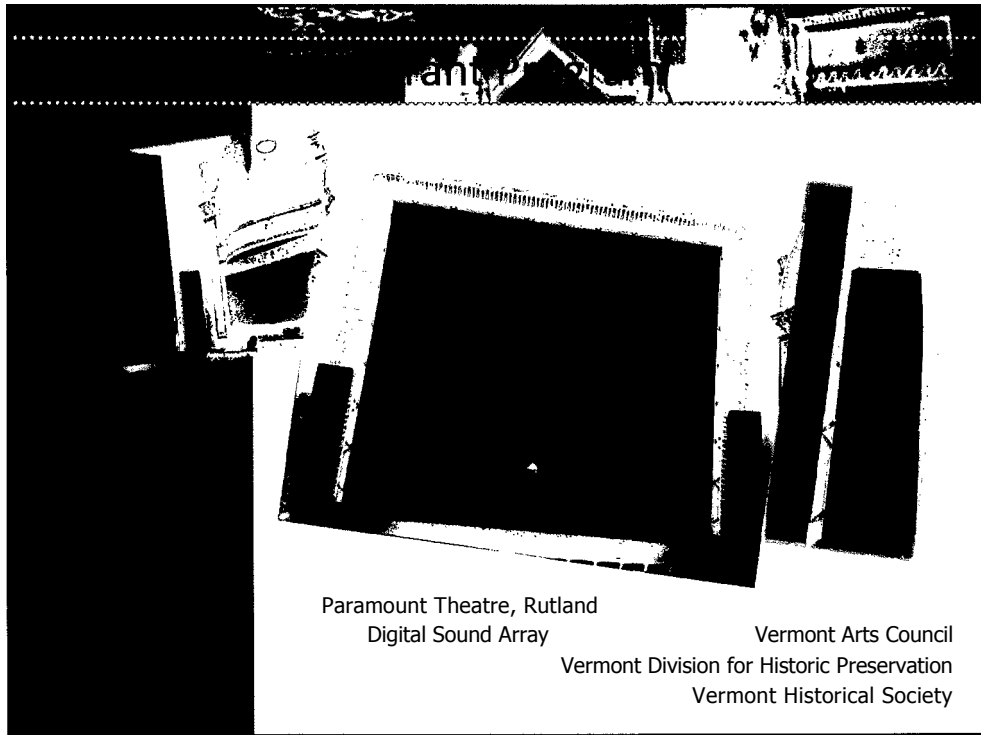 Paramount Theatre, Rutland
Digital Sound Array
Vermont Arts Council
Vermont Division for Historic Preservation
Vermont Historical Society